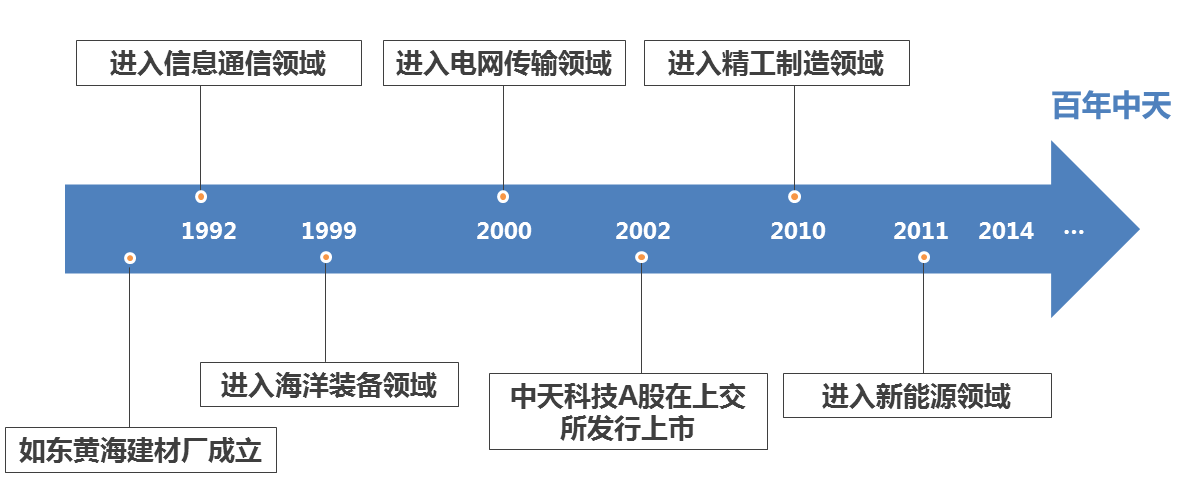 进入信息通信领域
进入电网传输领域
进入精工制造领域
百年中天
1992
1999
2000
2002
2010
2011
2014
...
进入海洋装备领域
中天科技A股在上交
所发行上市
进入新能源领域
如东黄海建材厂成立